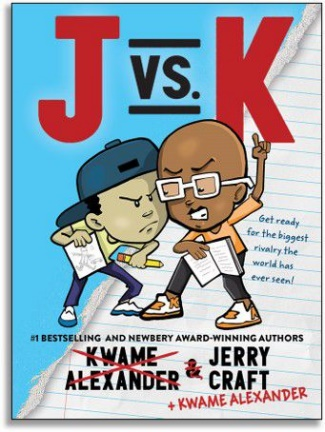 J VS. K
Get ready
for the biggest
rivalry the
world has
ever seen!
#1 BESTSELLING AND NEWBERY AWARD-WINNING AUTHORS
KWAME
ALEXANDER
& JERRY
CRAFT
+ KWAME ALEXANDER